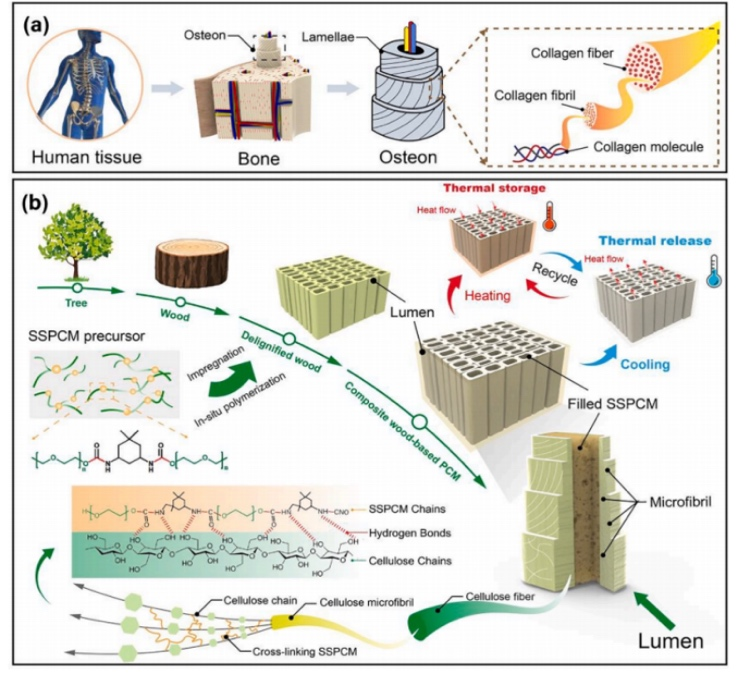 (a)
Osteon
Lamellae
Collagen fiber
Collagen fibril
Collagen molecule
Human tissue
Bone
Osteon
(b)
Thermal storage
Heat flow
Thermal release
Heat flow
Recycle
Heating
Cooling
Tree
Wood
Delignified wood
Composite wood-based PCM
Lumen
SSPCM precursor
Impregnation
In-situ polymerization
Filled SSPCM
Microfibril
SSPCM Chains
Hydrogen Bonds
Cellulose Chains
Cellulose chain
Cellulose microfibril
Cellulose fiber
Cross-linking SSPCM
Lumen